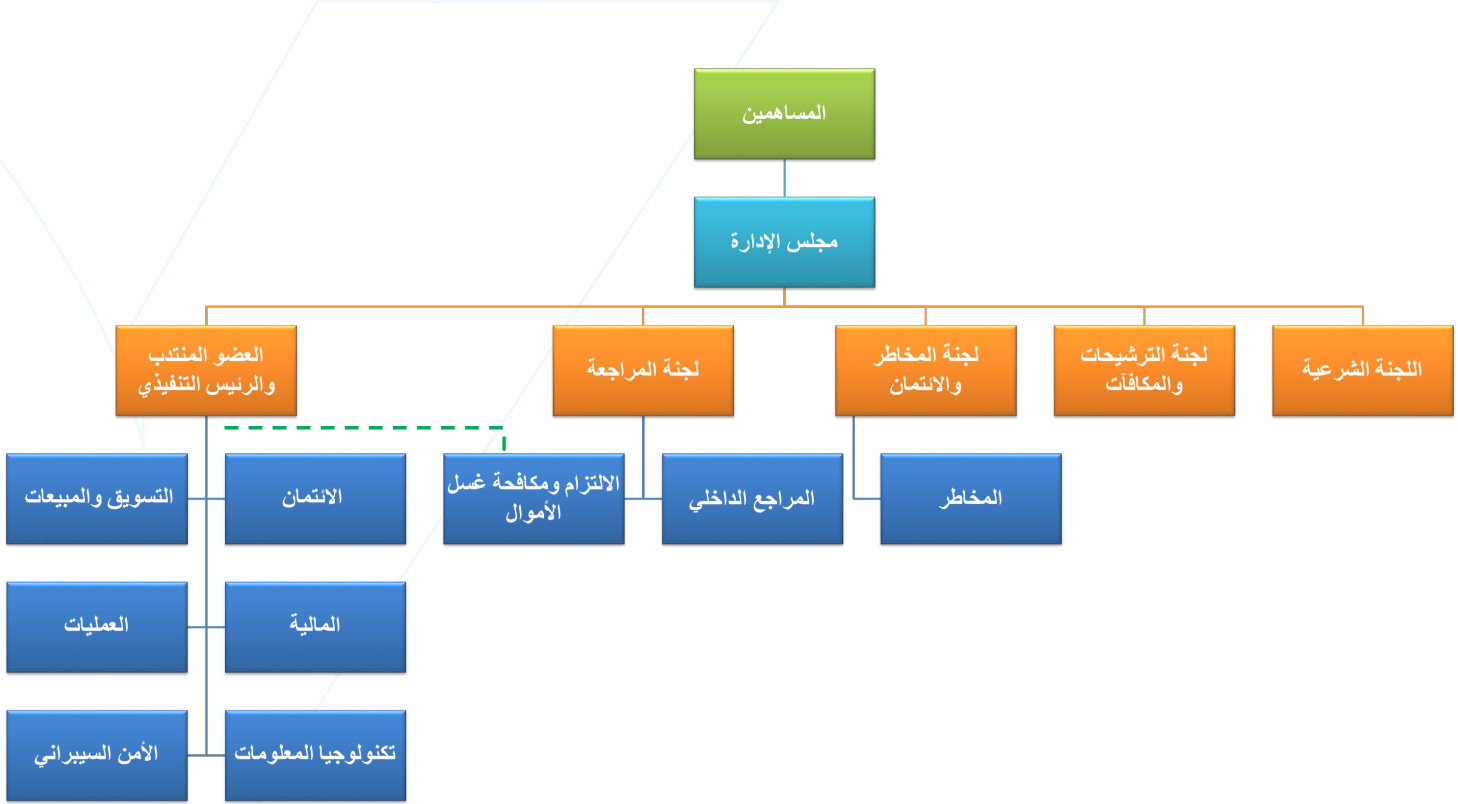 المساهمين
مجلس الإدارة
اللجنة الشرعية
لجنة الترشيحات
والمكافآت
لجنة المخاطر
والائتمان
لجنة المراجعة
العضو المنتدب
والرئيس التنفيذي
المخاطر
المراجع الداخلي
الالتزام ومكافحة غسل
الأموال
الائتمان
التسويق والمبيعات
المالية
العمليات
تكنولوجيا المعلومات
الأمن السيبراني